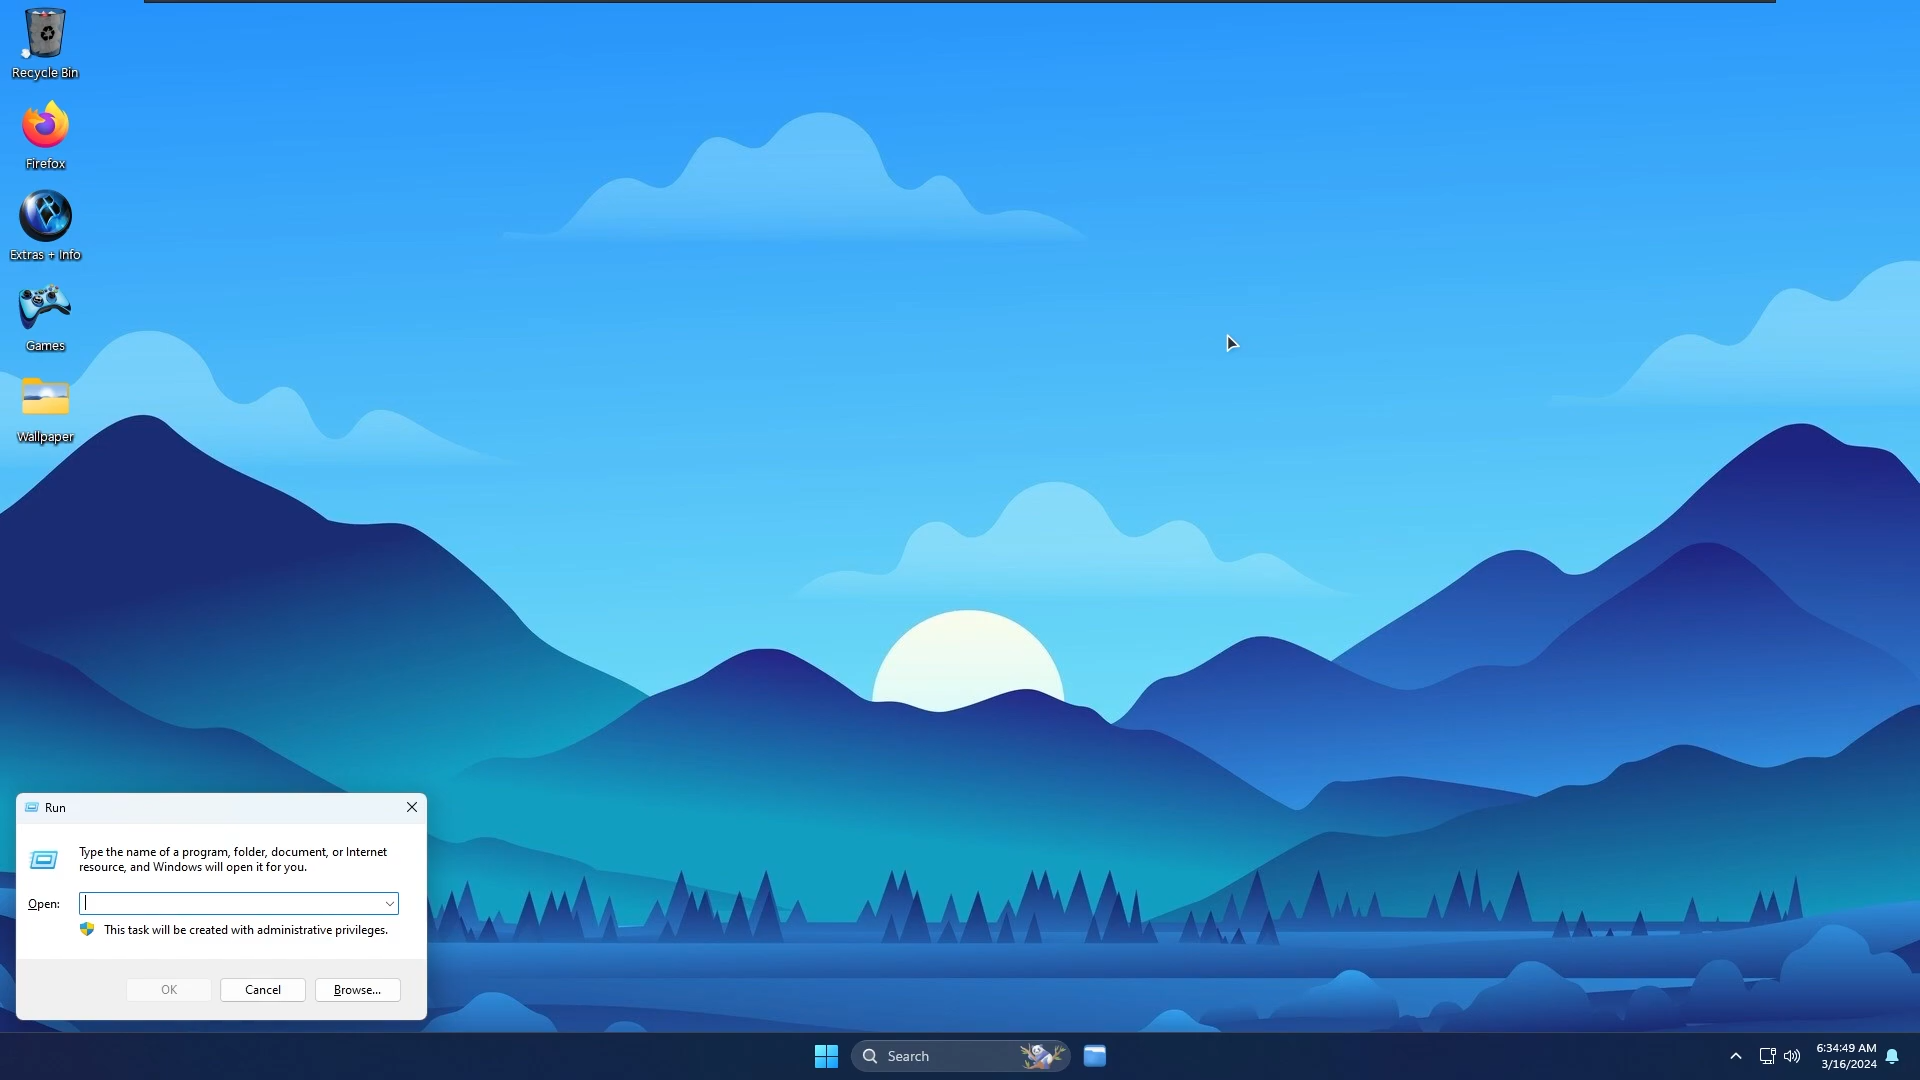 Recycle Bin
Firefox
Extras + Info
Games
Wallpaper
Run
Type the name of a program, folder, document, or Internet
resource, and Windows will open it for you.
Open:
This task will be created with administrative privileges.
OK
Cancel
Browse...
Search
6:34:49 AM
3/16/2024